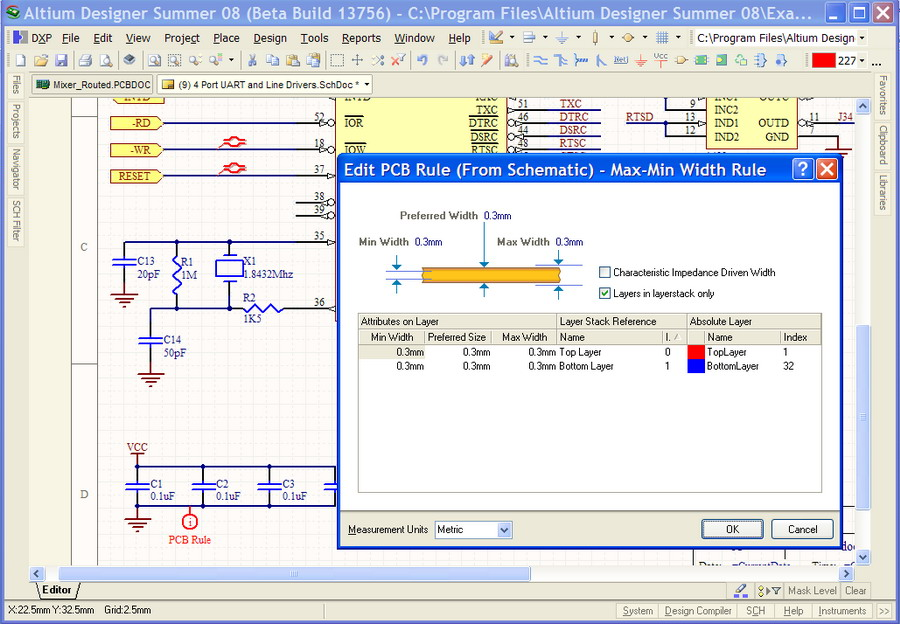 Altium Designer Summer 08 (Beta Build 13756) - C:\Program Files\Altium Designer Summer 08\Exa...
DXP File Edit View Project Place Design Tools Reports Window Help C:\Program Files\Altium Design
227
Mixer_Routed.PCBDOC (9) 4 Port UART and Line Drivers.SchDoc *
Files
Projects
Navigator
SCH Filter
Favorites
Clipboard
Libraries
-RD
-WR
RESET
52
18
37
38
39
35
36
IOR
IOW
TXC
DTRC
DSRC
RTSC
51
46
44
48
TXC
DTRC
DSRC
RTSC
RTSD
9
13
12
INC2
IND1
IND2
OUTD
GND
11
7
J34
C
C13
20pF
R1
1M
X1
1.8432Mhz
R2
1K5
C14
50pF
D
VCC
C1
0.1uF
C2
0.1uF
C3
0.1uF
PCB Rule
Edit PCB Rule (From Schematic) - Max-Min Width Rule
Preferred Width 0.3mm
Min Width 0.3mm Max Width 0.3mm
Characteristic Impedance Driven Width
Layers in layerstack only
Attributes on Layer Layer Stack Reference Absolute Layer
Min Width Preferred Size Max Width Name I. Name Index
0.3mm 0.3mm 0.3mm Top Layer 0 TopLayer 1
0.3mm 0.3mm 0.3mm Bottom Layer 1 BottomLayer 32
Measurement Units Metric OK Cancel
Editor Mask Level Clear
X:22.5mm Y:32.5mm Grid:2.5mm System Design Compiler SCH Help Instruments >>